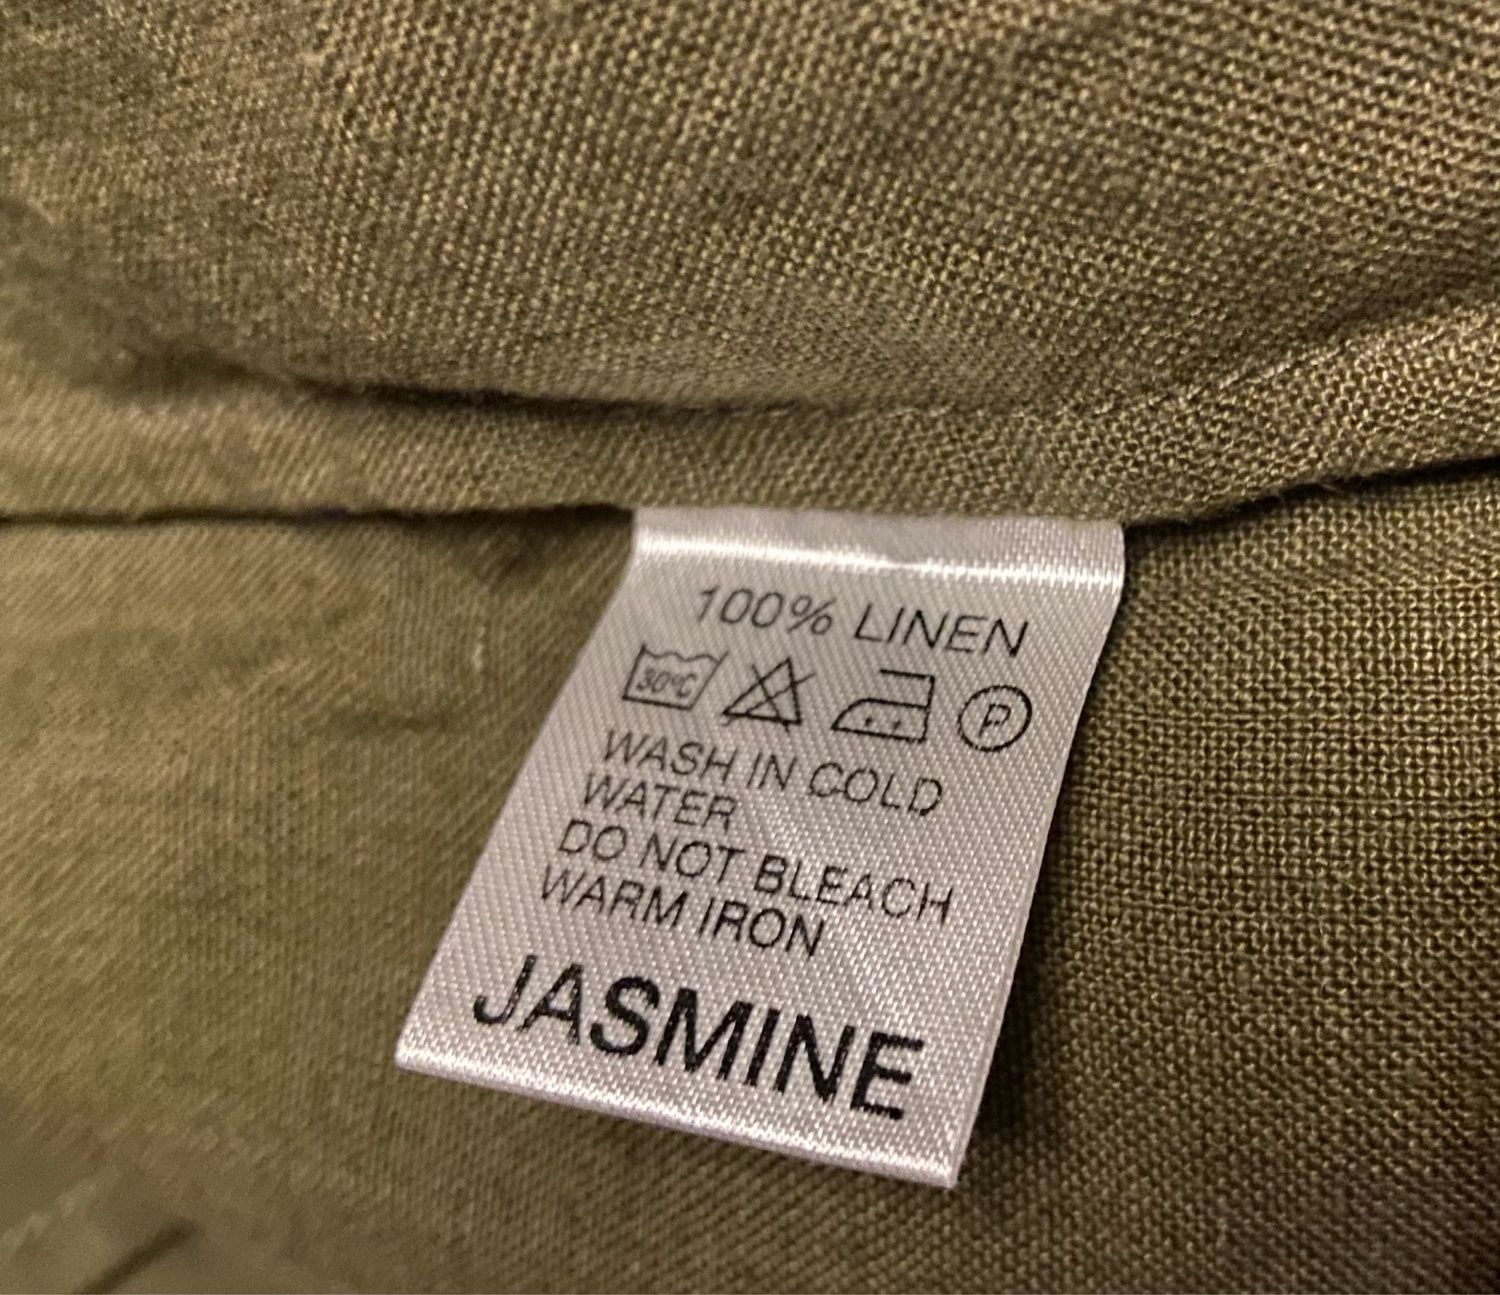 100% LINEN
30°C P
WASH IN COLD
WATER
DO NOT BLEACH
WARM IRON
JASMINE